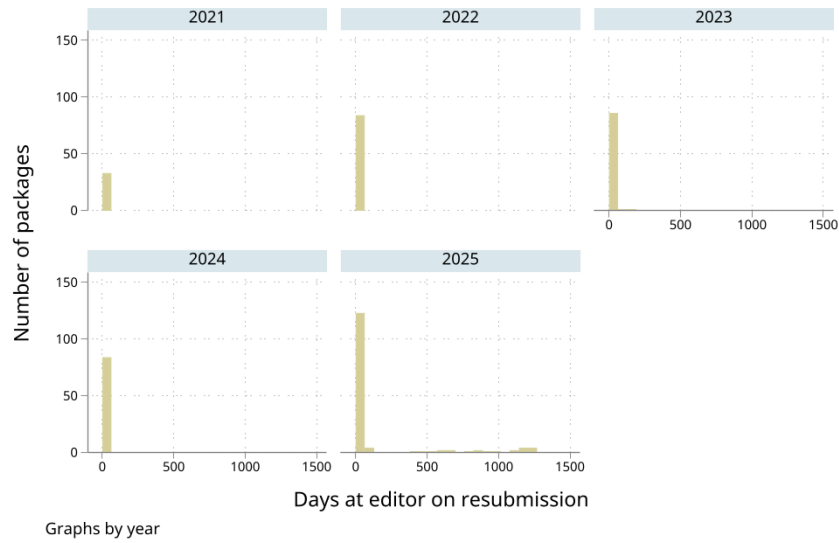 2021 2022 2023
150
100
50
0
0 500 1000 1500
2024 2025
150
100
50
0
0 500 1000 1500 0 500 1000 1500
Number of packages
Days at editor on resubmission
Graphs by year